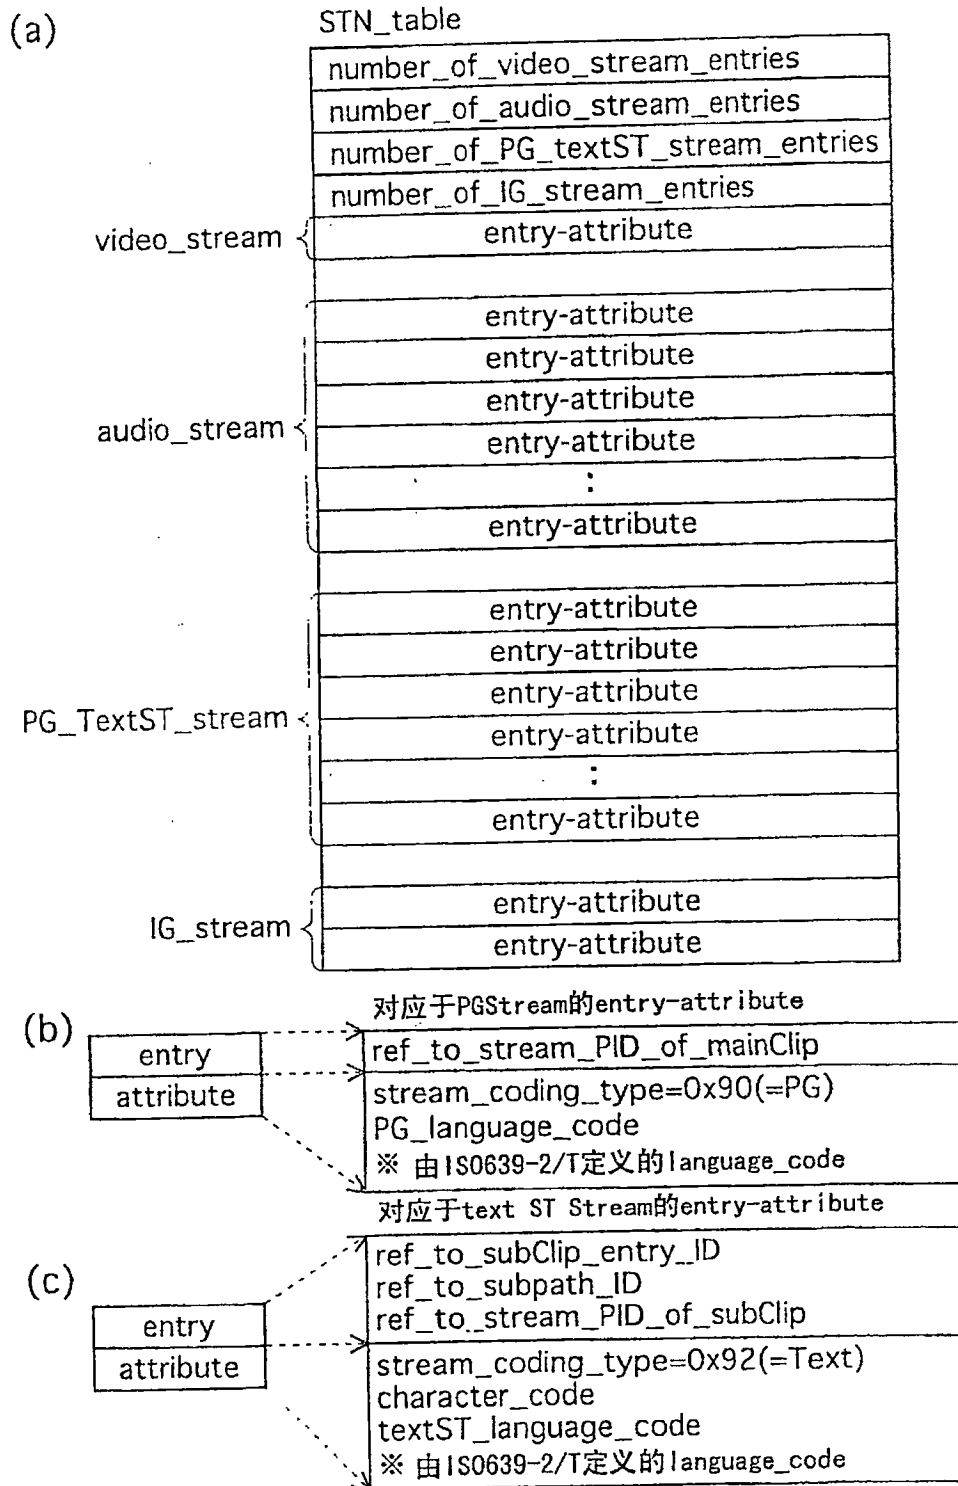 (a)
STN_table
number_of_video_stream_entries
number_of_audio_stream_entries
number_of_PG_textST_stream_entries
number_of_IG_stream_entries
video_stream
entry-attribute
entry-attribute
entry-attribute
entry-attribute
audio_stream
entry-attribute
:
entry-attribute
entry-attribute
entry-attribute
entry-attribute
PG_TextST_stream
entry-attribute
:
entry-attribute
IG_stream
entry-attribute
entry-attribute
(b)
对应于PGStream的entry-attribute
entry
attribute
ref_to_stream_PID_of_mainClip
stream_coding_type=0x90(=PG)
PG_language_code
※ 由ISO639-2/T定义的language_code
(c)
对应于text ST Stream的entry-attribute
entry
attribute
ref_to_subClip_entry_ID
ref_to_subpath_ID
ref_to_stream_PID_of_subClip
stream_coding_type=0x92(=Text)
character_code
textST_language_code
※ 由ISO639-2/T定义的language_code